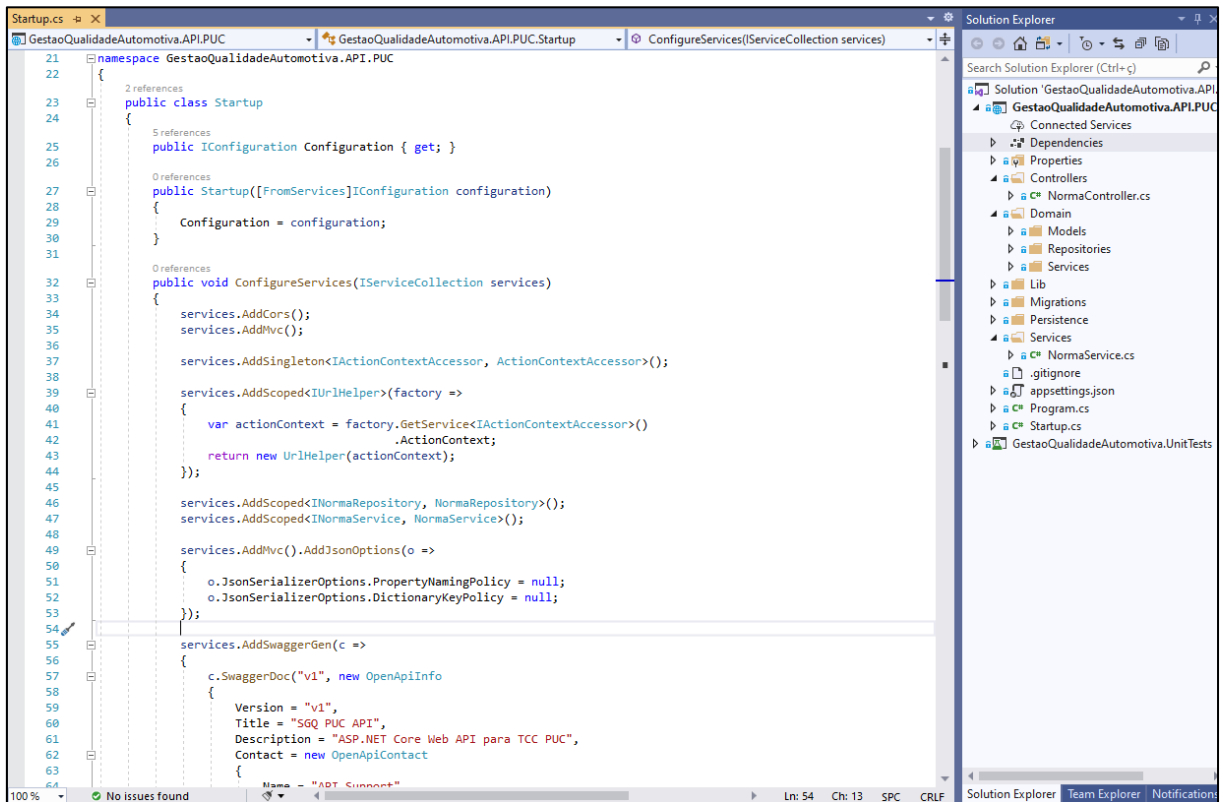 Startup.cs
GestaoQualidadeAutomotiva.API.PUC
GestaoQualidadeAutomotiva.API.PUC.Startup
ConfigureServices(IServiceCollection services)
21 namespace GestaoQualidadeAutomotiva.API.PUC
22 {
2 references
23 public class Startup
24 {
5 references
25 public IConfiguration Configuration { get; }
26
0 references
27 public Startup([FromServices]IConfiguration configuration)
28 {
29 Configuration = configuration;
30 }
31
0 references
32 public void ConfigureServices(IServiceCollection services)
33 {
34 services.AddCors();
35 services.AddMvc();
36
37 services.AddSingleton<IActionContextAccessor, ActionContextAccessor>();
38
39 services.AddScoped<IUrlHelper>(factory =>
40 {
41 var actionContext = factory.GetService<IActionContextAccessor>()
42 .ActionContext;
43 return new UrlHelper(actionContext);
44 });
45
46 services.AddScoped<INormaRepository, NormaRepository>();
47 services.AddScoped<INormaService, NormaService>();
48
49 services.AddMvc().AddJsonOptions(o =>
50 {
51 o.JsonSerializerOptions.PropertyNamingPolicy = null;
52 o.JsonSerializerOptions.DictionaryKeyPolicy = null;
53 });
54
55 services.AddSwaggerGen(c =>
56 {
57 c.SwaggerDoc("v1", new OpenApiInfo
58 {
59 Version = "v1",
60 Title = "SGQ PUC API",
61 Description = "ASP.NET Core Web API para TCC PUC",
62 Contact = new OpenApiContact
63 {
64 Name = "API Support"
100 %
No issues found
Ln: 54 Ch: 13 SPC CRLF
Solution Explorer
Search Solution Explorer (Ctrl+ç)
Solution 'GestaoQualidadeAutomotiva.API.
GestaoQualidadeAutomotiva.API.PUC
Connected Services
Dependencies
Properties
Controllers
C# NormaController.cs
Domain
Models
Repositories
Services
Lib
Migrations
Persistence
Services
C# NormaService.cs
.gitignore
appsettings.json
C# Program.cs
C# Startup.cs
GestaoQualidadeAutomotiva.UnitTests
Solution Explorer Team Explorer Notifications